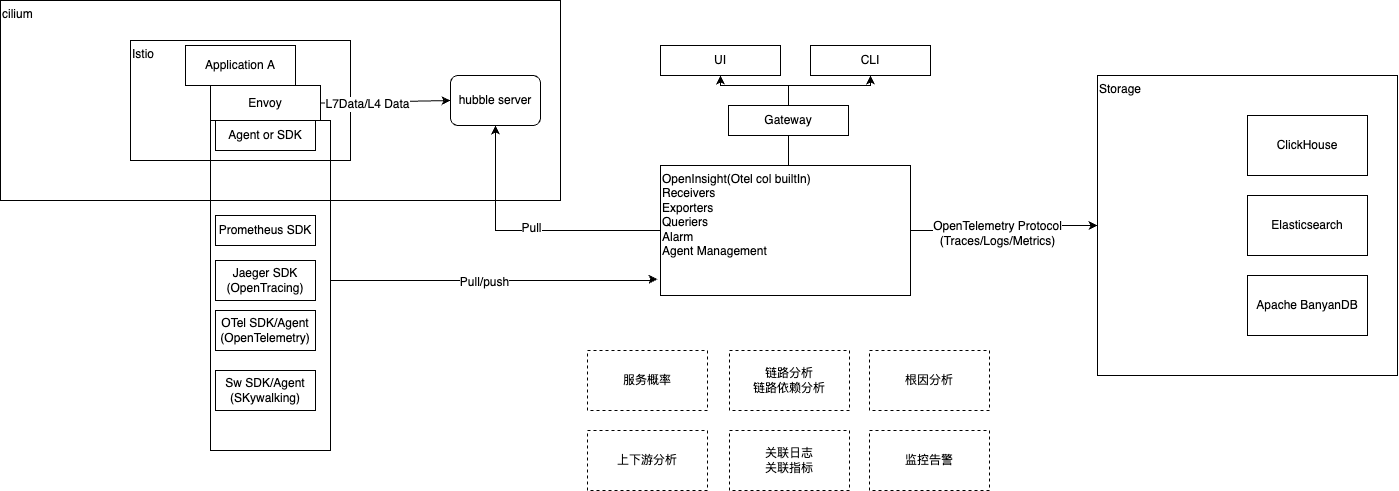 cilium
Istio
Application A
Envoy
Agent or SDK
L7Data/L4 Data
hubble server
Prometheus SDK
Jaeger SDK
(OpenTracing)
OTel SDK/Agent
(OpenTelemetry)
Sw SDK/Agent
(SKywalking)
Pull
Pull/push
UI
CLI
Gateway
OpenInsight(Otel col builtIn)
Receivers
Exporters
Queriers
Alarm
Agent Management
OpenTelemetry Protocol
(Traces/Logs/Metrics)
Storage
ClickHouse
Elasticsearch
Apache BanyanDB
服务概率
链路分析
链路依赖分析
根因分析
上下游分析
关联日志
关联指标
监控告警